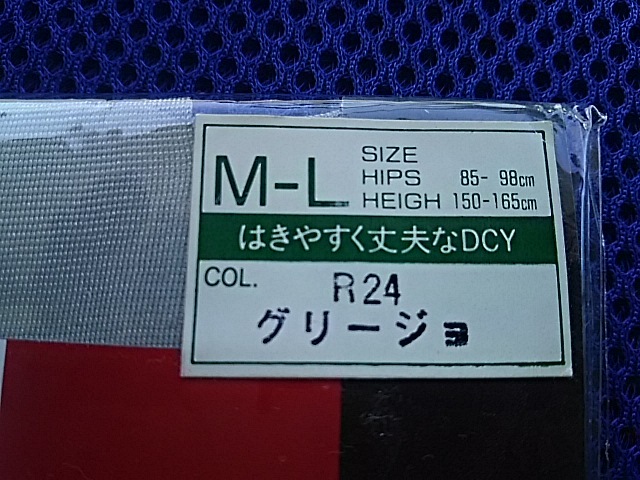 M-L
SIZE
HIPS 85- 98cm
HEIGH 150-165cm
はきやすく丈夫なDCY
COL. R24
グリージョ